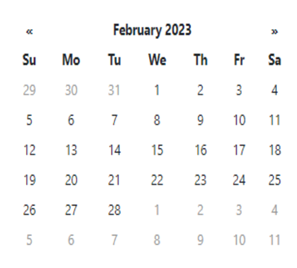 « February 2023 »
Su Mo Tu We Th Fr Sa
29 30 31 1 2 3 4
5 6 7 8 9 10 11
12 13 14 15 16 17 18
19 20 21 22 23 24 25
26 27 28 1 2 3 4
5 6 7 8 9 10 11